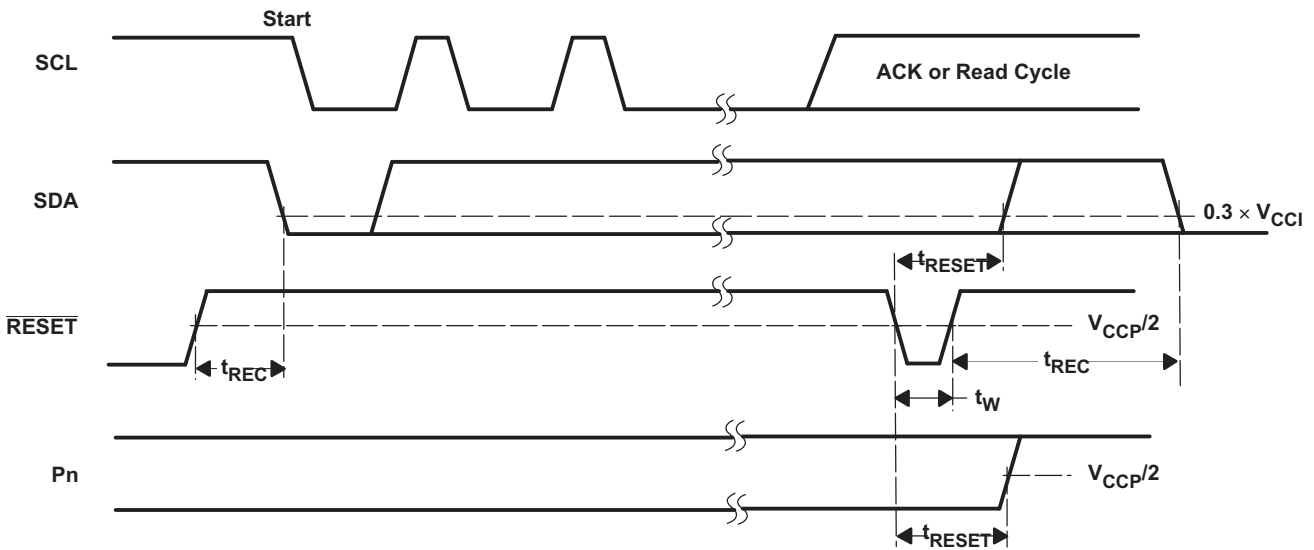 Start
SCL
ACK or Read Cycle
SDA
0.3 × VCCI
tRESET
RESET
VCCP/2
tREC
tREC
tW
Pn
VCCP/2
tRESET